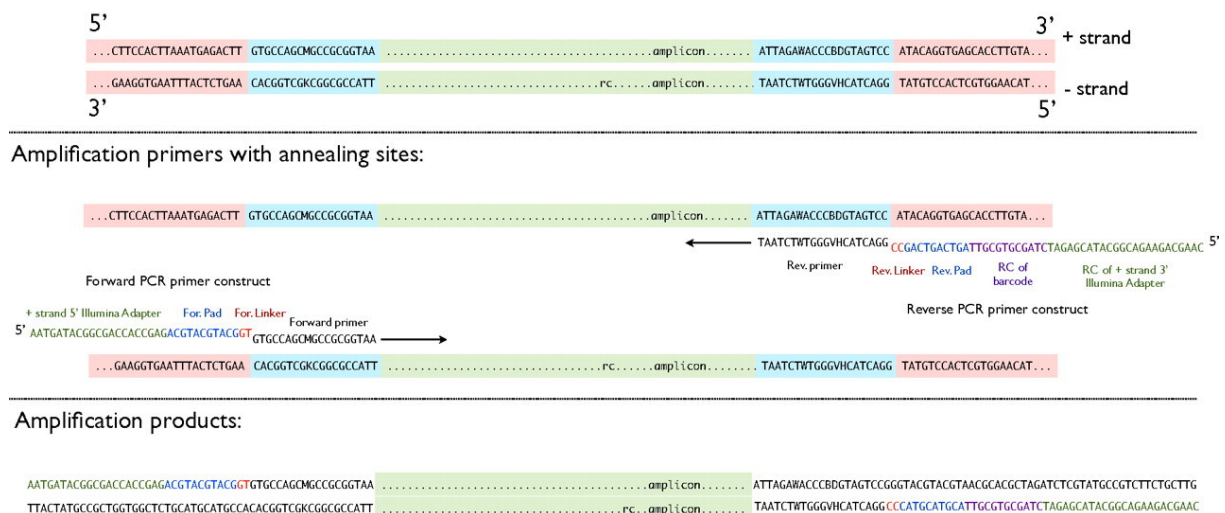 5’ 3’
...CTTCCACTTAAATGAGACTT GTGCCAGCMGCCGCGGTAA ..........................................amplicon....... ATTAGAWACCCBDGTAGTCC ATACAGGTGAGCACCTTGTA... + strand
...GAAGGTGAATTTACTCTGAA CACGGTCGKCGGCGCCATT ...................................rc.....amplicon....... TAATCTWTGGGVHCATCAGG TATGTCCACTCGTGGAACAT... - strand
3’ 5’
Amplification primers with annealing sites:
...CTTCCACTTAAATGAGACTT GTGCCAGCMGCCGCGGTAA ..........................................amplicon....... ATTAGAWACCCBDGTAGTCC ATACAGGTGAGCACCTTGTA...
TAATCTWTGGGVHCATCAGG CCGACTGACTGATTGCGTGCGATCTAGAGCATACGGCAGAAGACGAAC 5’
Rev. primer Rev. Linker Rev. Pad RC of barcode RC of + strand 3’ Illumina Adapter
Forward PCR primer construct
Reverse PCR primer construct
+ strand 5’ Illumina Adapter For. Pad For. Linker Forward primer
5’ AATGATACGGCGACCACCGAGACGTACGTACGGT GTGCCAGCMGCCGCGGTAA
...GAAGGTGAATTTACTCTGAA CACGGTCGKCGGCGCCATT ...................................rc.....amplicon....... TAATCTWTGGGVHCATCAGG TATGTCCACTCGTGGAACAT...
Amplification products:
AATGATACGGCGACCACCGAGACGTACGTACGGTGTGCCAGCMGCCGCGGTAA ..........................................amplicon....... ATTAGAWACCCBDGTAGTCCGGGTACGTACGTAACGCACGCTAGATCTCGTATGCCGTCTTCTGCTTG
TTACTATGCCGCTGGTGGCTCTGCATGCATGCCACACGGTCGKCGGCGCCATT ......................................rc..amplicon....... TAATCTWTGGGVHCATCAGGCCCATGCATGCATTGCGTGCGATCTAGAGCATACGGCAGAAGACGAAC